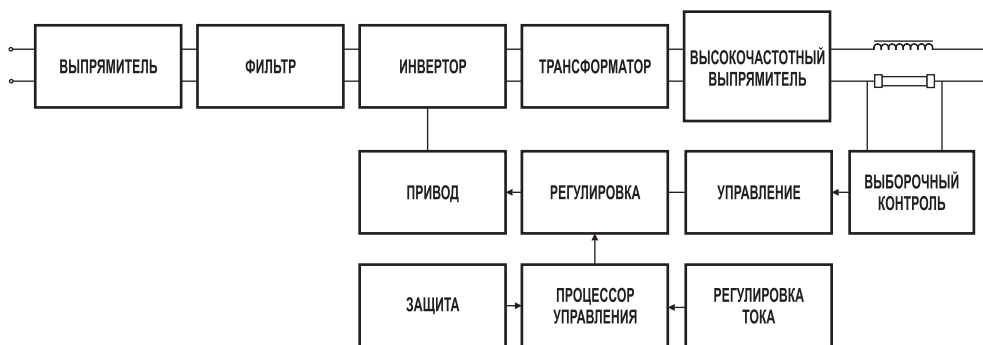 ВЫПРЯМИТЕЛЬ
ФИЛЬТР
ИНВЕРТОР
ТРАНСФОРМАТОР
ВЫСОКОЧАСТОТНЫЙ
ВЫПРЯМИТЕЛЬ
ПРИВОД
РЕГУЛИРОВКА
УПРАВЛЕНИЕ
ВЫБОРОЧНЫЙ
КОНТРОЛЬ
ЗАЩИТА
ПРОЦЕССОР
УПРАВЛЕНИЯ
РЕГУЛИРОВКА
ТОКА